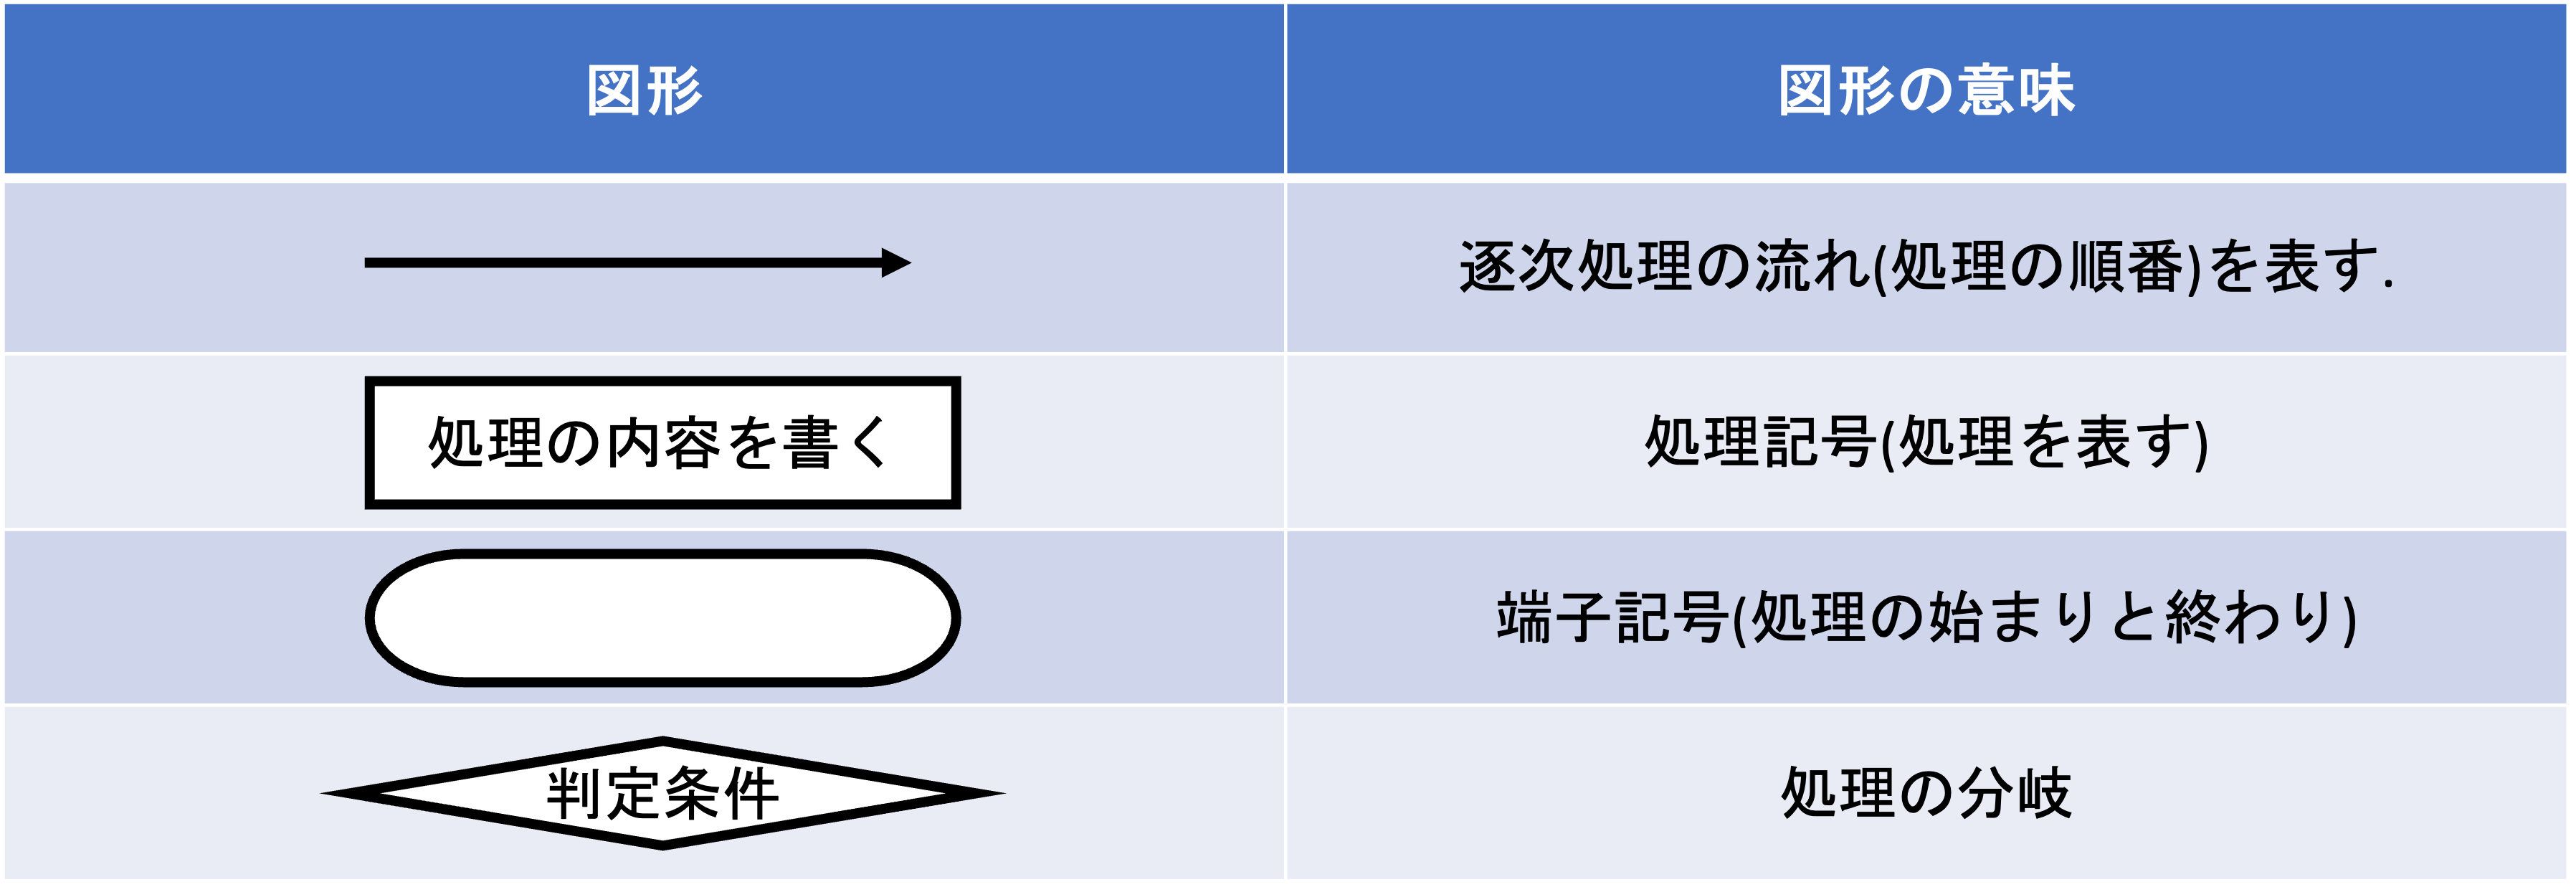 図形
図形の意味
逐次処理の流れ(処理の順番)を表す.
処理の内容を書く
処理記号(処理を表す)
端子記号(処理の始まりと終わり)
判定条件
処理の分岐